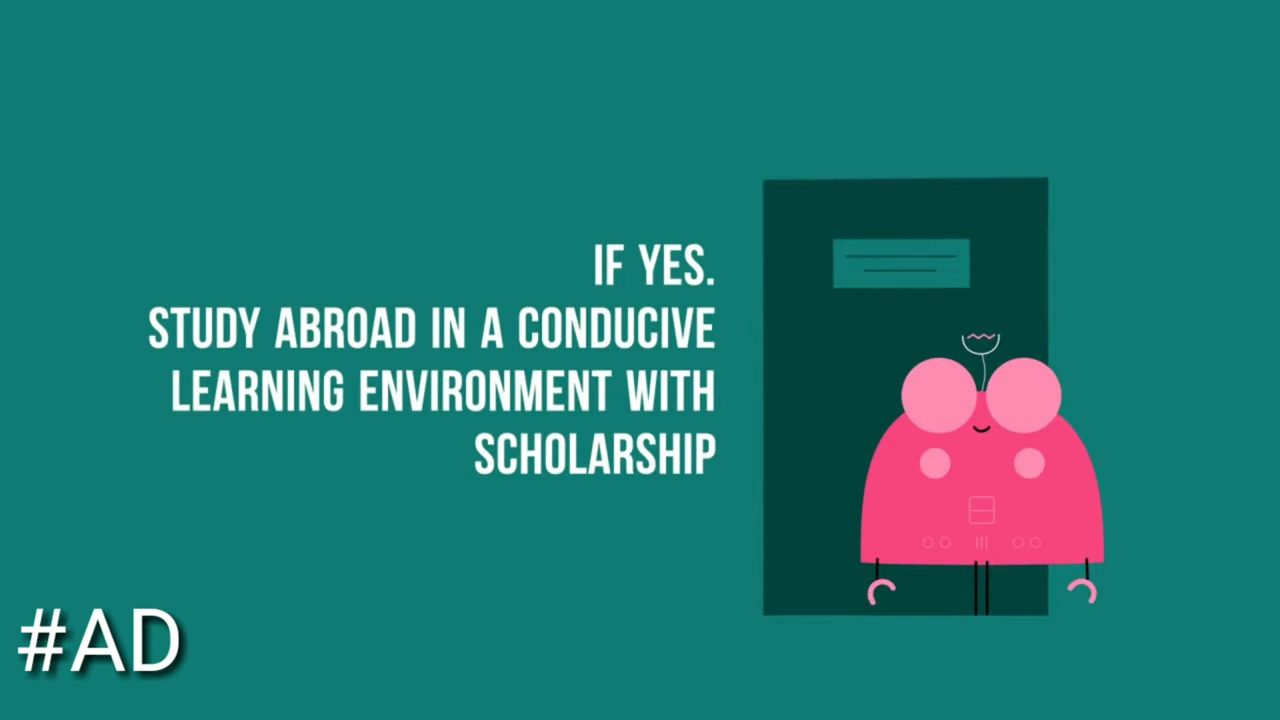 IF YES.
STUDY ABROAD IN A CONDUCIVE
LEARNING ENVIRONMENT WITH
SCHOLARSHIP
#AD